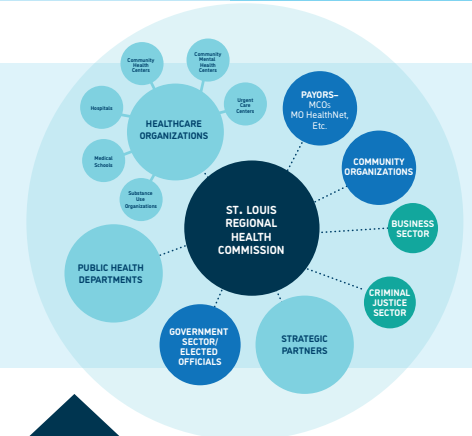 Community
Health
Centers
Community
Mental
Health
Centers
Hospitals
Urgent
Care
Centers
HEALTHCARE
ORGANIZATIONS
Medical
Schools
Substance
Use
Organizations
PAYORS–
MCOs
MO HealthNet,
Etc.
COMMUNITY
ORGANIZATIONS
ST. LOUIS
REGIONAL
HEALTH
COMMISSION
BUSINESS
SECTOR
PUBLIC HEALTH
DEPARTMENTS
CRIMINAL
JUSTICE
SECTOR
GOVERNMENT
SECTOR/
ELECTED
OFFICIALS
STRATEGIC
PARTNERS